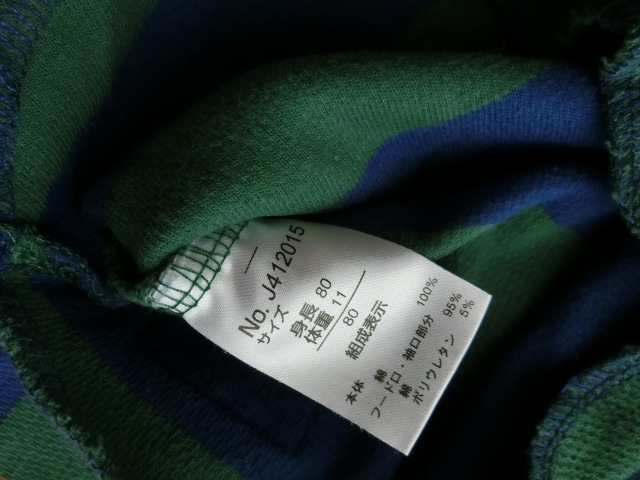 No. J412015
サイズ
身長 80
体重 11
80
組成表示
本体 綿 100%
フード口・袖口部分
綿 95%
ポリウレタン 5%